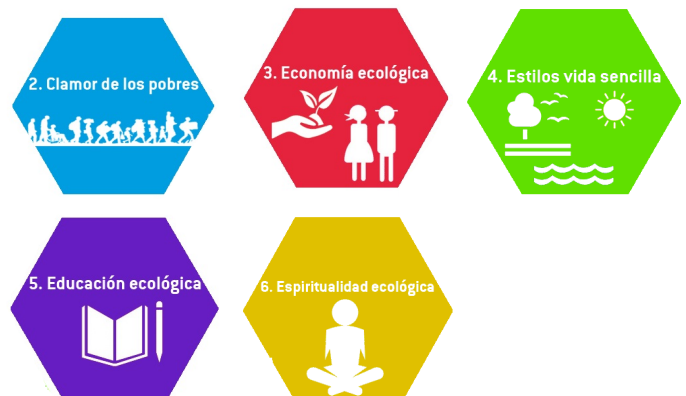 2. Clamor de los pobres
3. Economía ecológica
4. Estilos vida sencilla
5. Educación ecológica
6. Espiritualidad ecológica